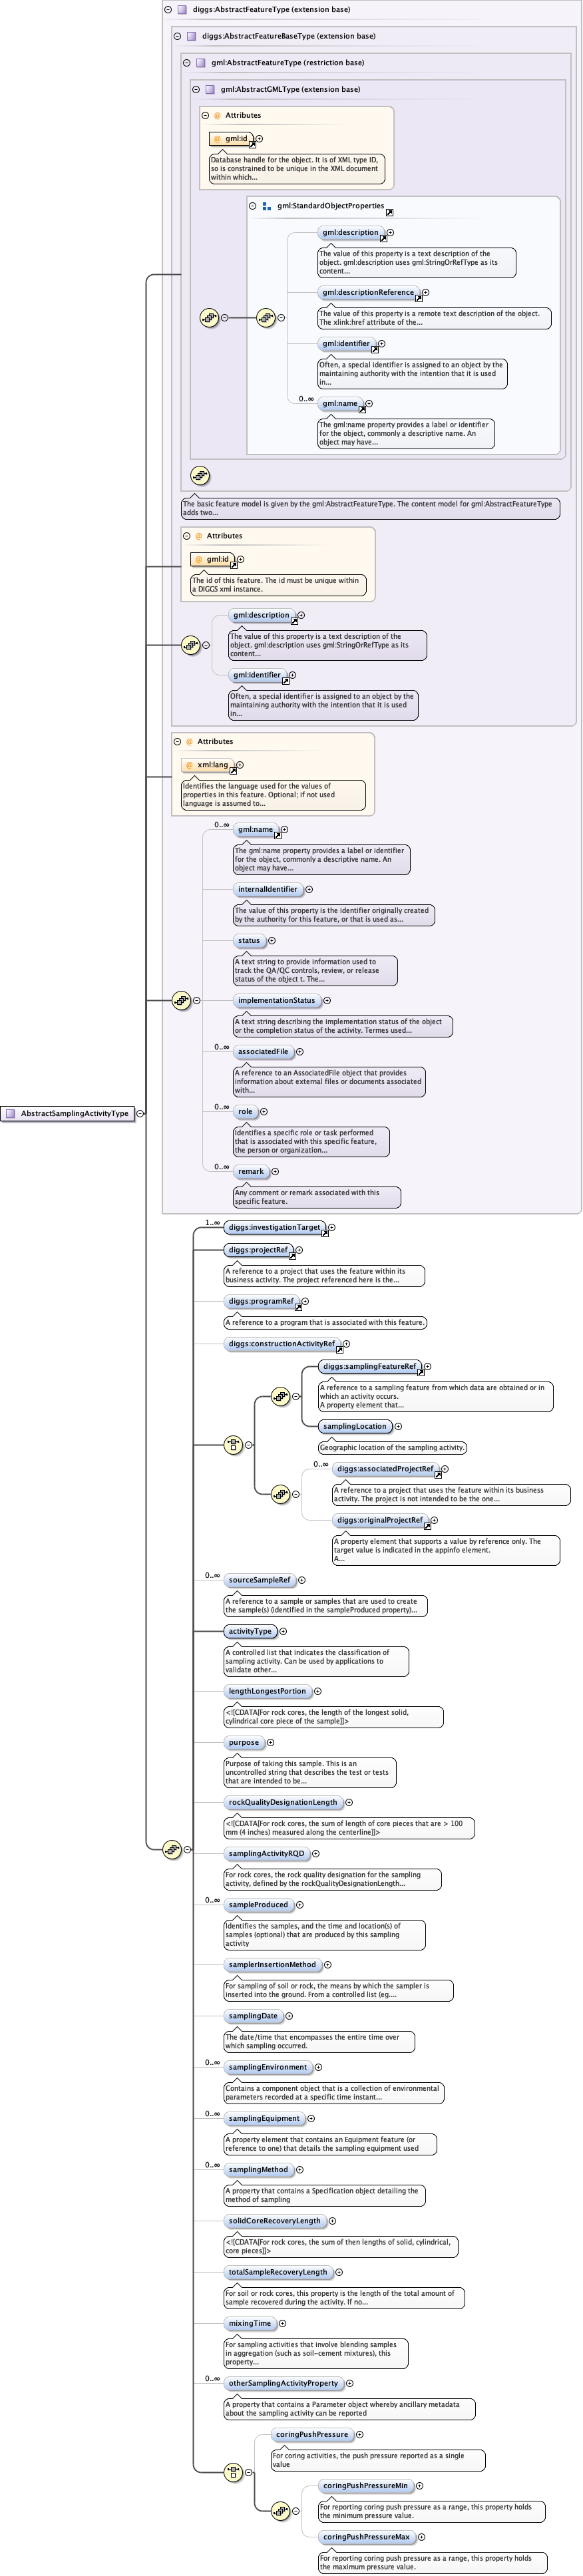 diggs:AbstractFeatureType (extension base)
diggs:AbstractFeatureBaseType (extension base)
gml:AbstractFeatureType (restriction base)
gml:AbstractGMLType (extension base)
@ Attributes
@ gml:id
Database handle for the object. It is of XML type ID,
so is constrained to be unique in the XML document
within which...
gml:StandardObjectProperties
gml:description
The value of this property is a text description of the
object. gml:description uses gml:StringOrRefType as its
content...
gml:descriptionReference
The value of this property is a remote text description of the object.
The xlink:href attribute of the...
gml:identifier
Often, a special identifier is assigned to an object by the
maintaining authority with the intention that it is used
in...
0..∞
gml:name
The gml:name property provides a label or identifier
for the object, commonly a descriptive name. An
object may have...
The basic feature model is given by the gml:AbstractFeatureType. The content model for gml:AbstractFeatureType
adds two...
@ Attributes
@ gml:id
The id of this feature. The id must be unique within
a DIGGS xml instance.
gml:description
The value of this property is a text description of the
object. gml:description uses gml:StringOrRefType as its
content...
gml:identifier
Often, a special identifier is assigned to an object by the
maintaining authority with the intention that it is used
in...
@ Attributes
@ xml:lang
Identifies the language used for the values of
properties in this feature. Optional; if not used
language is assumed to...
0..∞
gml:name
The gml:name property provides a label or identifier
for the object, commonly a descriptive name. An
object may have...
internalIdentifier
The value of this property is the identifier originally created
by the authority for this feature, or that is used as...
status
A text string to provide information used to
track the QA/QC controls, review, or release
status of the object t. The...
implementationStatus
A text string describing the implementation status of the object
or the completion status of the activity. Termes used...
0..∞
associatedFile
A reference to an AssociatedFile object that provides
information about external files or documents associated
with...
0..∞
role
Identifies a specific role or task performed
that is associated with this specific feature,
the person or organization...
0..∞
remark
Any comment or remark associated with this
specific feature.
AbstractSamplingActivityType
1..∞
diggs:investigationTarget
diggs:projectRef
A reference to a project that uses the feature within its
business activity. The project referenced here is the...
diggs:programRef
A reference to a program that is associated with this feature.
diggs:constructionActivityRef
diggs:samplingFeatureRef
A reference to a sampling feature from which data are obtained or in
which an activity occurs.
A property element that...
samplingLocation
Geographic location of the sampling activity.
0..∞
diggs:associatedProjectRef
A reference to a project that uses the feature within its business
activity. The project is not intended to be the one...
diggs:originalProjectRef
A property element that supports a value by reference only. The
target value is indicated in the appinfo element.
A...
0..∞
sourceSampleRef
A reference to a sample or samples that are used to create
the sample(s) (identified in the sampleProduced property)...
activityType
A controlled list that indicates the classification of
sampling activity. Can be used by applications to
validate other...
lengthLongestPortion
<![CDATA[For rock cores, the length of the longest solid,
cylindrical core piece of the sample]]>
purpose
Purpose of taking this sample. This is an
uncontrolled string that describes the test or tests
that are intended to be...
rockQualityDesignationLength
<![CDATA[For rock cores, the sum of length of core pieces that are > 100
mm (4 inches) measured along the centerline]]>
samplingActivityRQD
For rock cores, the rock quality designation for the sampling
activity, defined by the rockQualityDesignationLength...
0..∞
sampleProduced
Identifies the samples, and the time and location(s) of
samples (optional) that are produced by this sampling
activity
samplerInsertionMethod
For sampling of soil or rock, the means by which the sampler is
inserted into the ground. From a controlled list (eg....
samplingDate
The date/time that encompasses the entire time over
which sampling occurred.
0..∞
samplingEnvironment
Contains a component object that is a collection of environmental
parameters recorded at a specific time instant...
0..∞
samplingEquipment
A property element that contains an Equipment feature (or
reference to one) that details the sampling equipment used
0..∞
samplingMethod
A property that contains a Specification object detailing the
method of sampling
solidCoreRecoveryLength
<![CDATA[For rock cores, the sum of then lengths of solid, cylindrical,
core pieces]]>
totalSampleRecoveryLength
For soil or rock cores, this property is the length of the total amount of
sample recovered during the activity. If no...
mixingTime
For sampling activities that involve blending samples
in aggregation (such as soil-cement mixtures), this
property...
0..∞
otherSamplingActivityProperty
A property that contains a Parameter object whereby ancillary metadata
about the sampling activity can be reported
coringPushPressure
For coring activities, the push pressure reported as a single
value
coringPushPressureMin
For reporting coring push pressure as a range, this property holds
the minimum pressure value.
coringPushPressureMax
For reporting coring push pressure as a range, this property holds
the maximum pressure value.